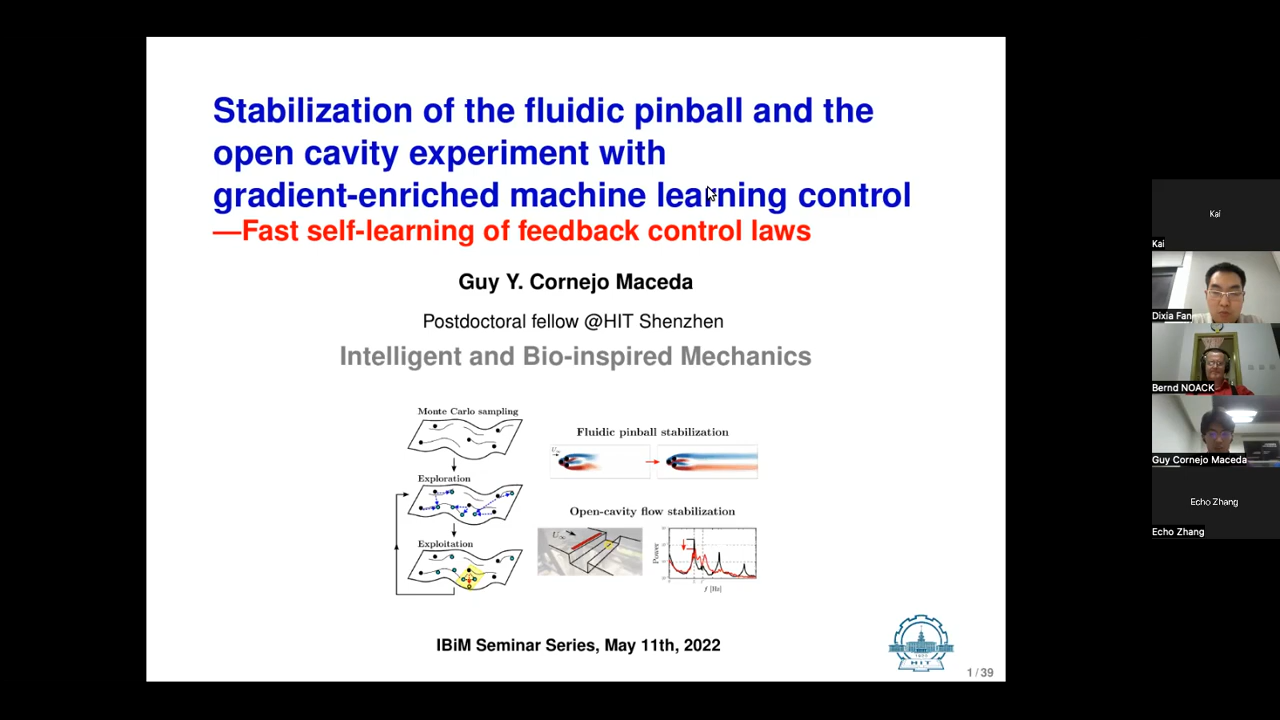 Stabilization of the fluidic pinball and the
open cavity experiment with
gradient-enriched machine learning control
—Fast self-learning of feedback control laws
Guy Y. Cornejo Maceda
Postdoctoral fellow @HIT Shenzhen
Intelligent and Bio-inspired Mechanics
Monte Carlo sampling
Exploration
Exploitation
Fluidic pinball stabilization
U∞
Open-cavity flow stabilization
U∞
Power
f [Hz]
IBiM Seminar Series, May 11th, 2022
HIT
1 / 39
Kai
Kai
Dixia Fan
Bernd NOACK
Guy Cornejo Maceda
Echo Zhang
Echo Zhang